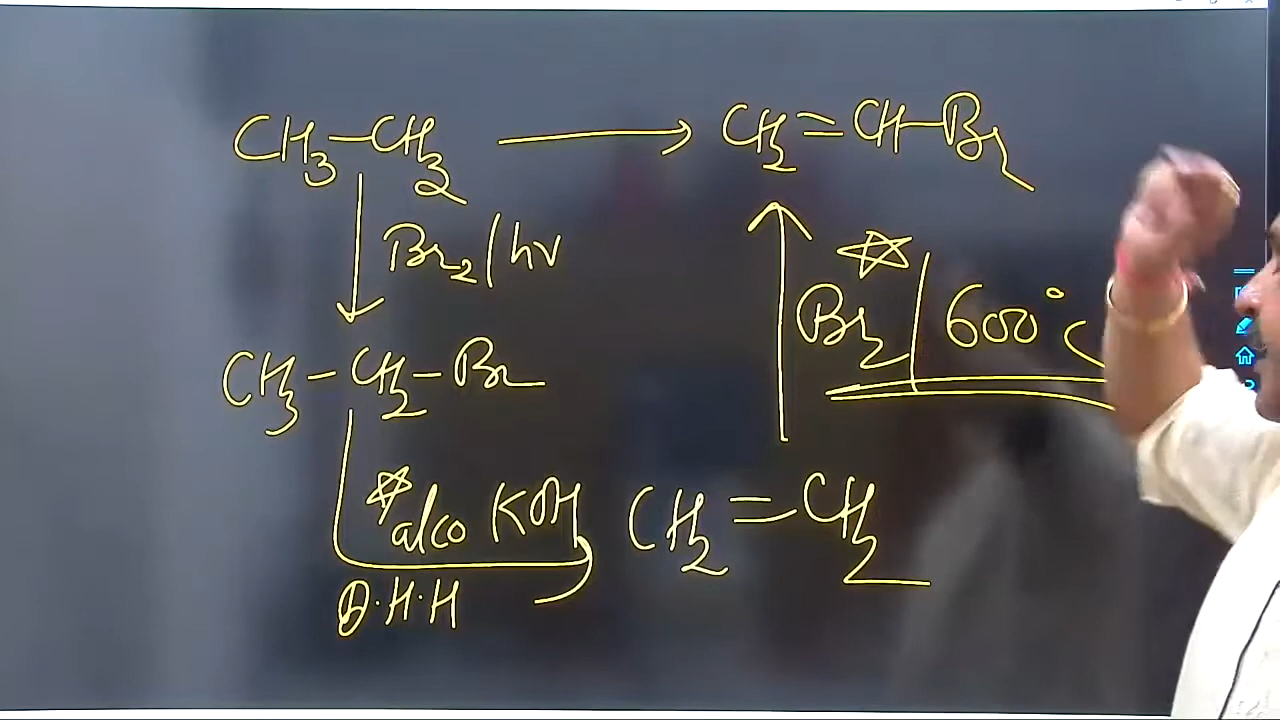 CH3–CH3 ⟶ CH2=CH–Br
Br2/hν
☆
Br2/600°C
CH3–CH2–Br
☆ alco KOH
CH2=CH2
D.H.H